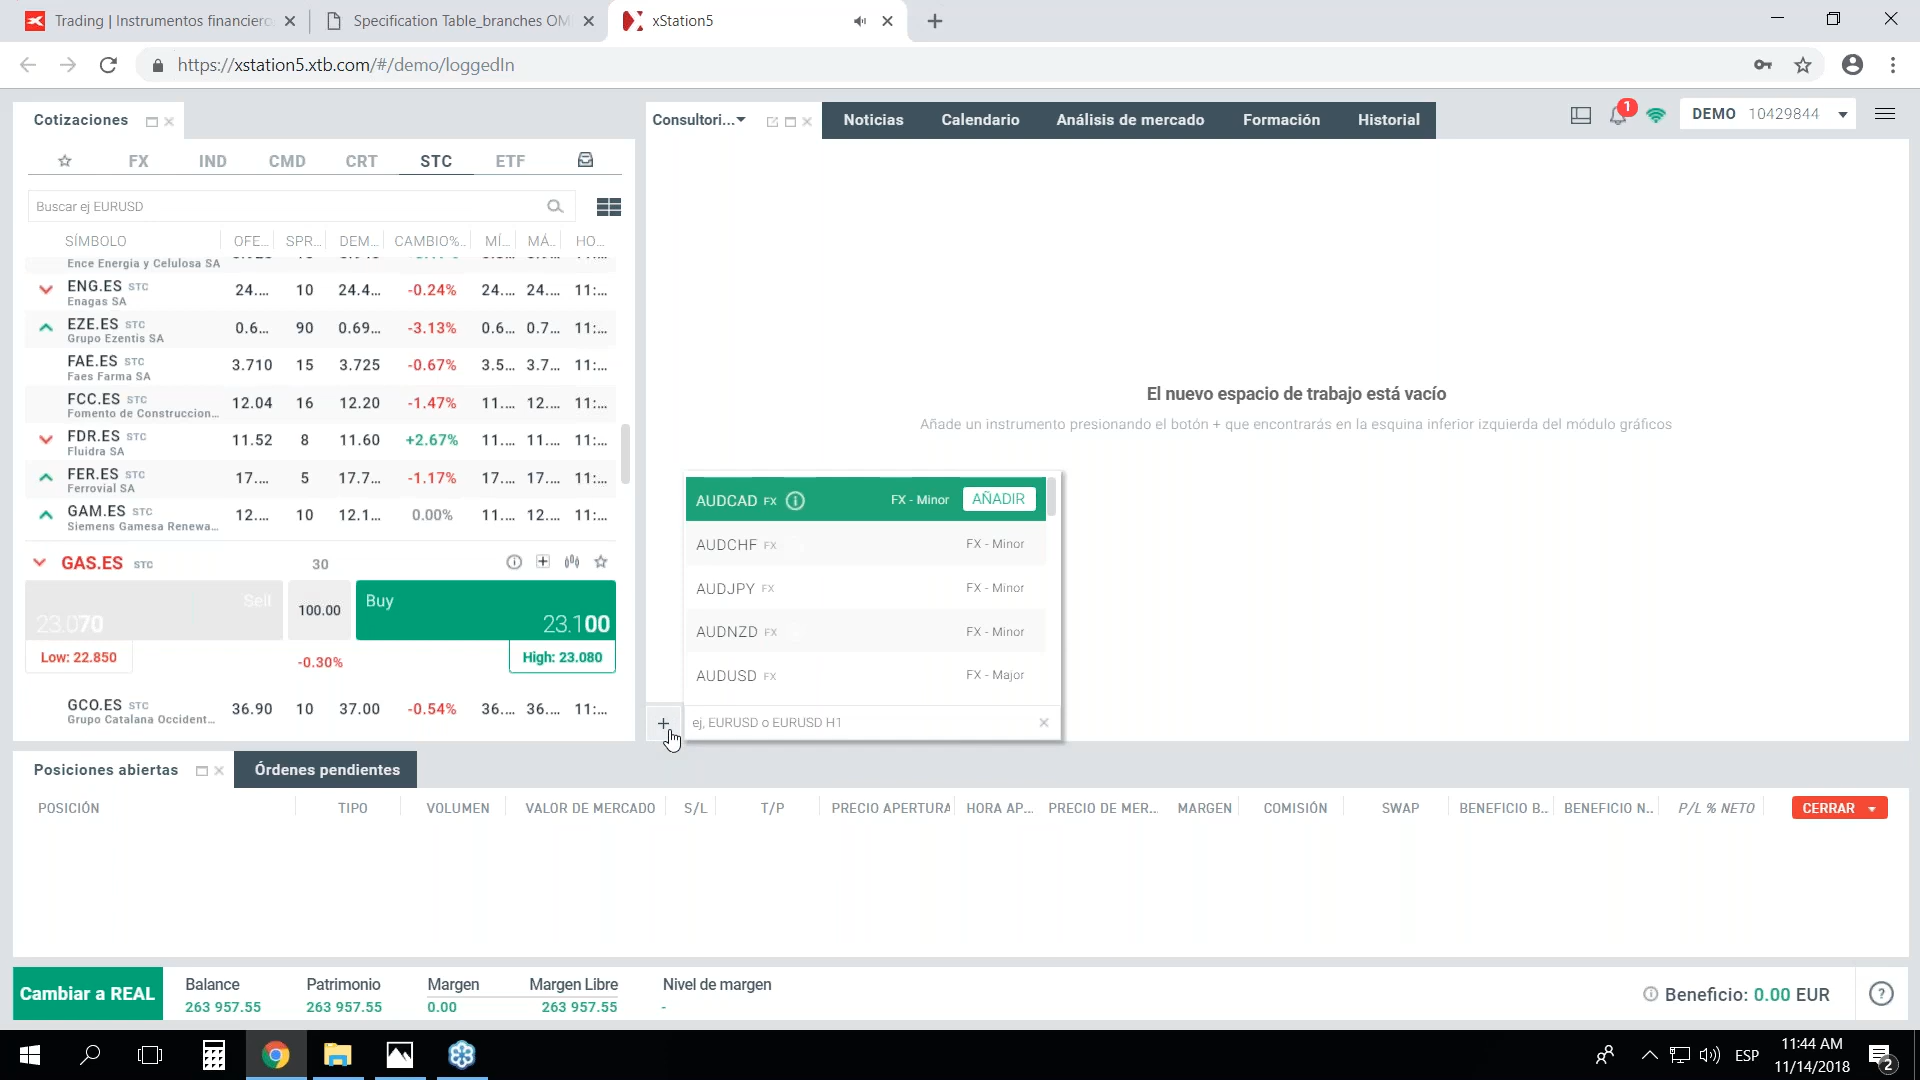 Trading | Instrumentos financiero
Specification Table_branches OM
xStation5
https://xstation5.xtb.com/#/demo/loggedIn
Cotizaciones
Consultori...
Noticias
Calendario
Análisis de mercado
Formación
Historial
1
DEMO 10429844
FX IND CMD CRT STC ETF
Buscar ej EURUSD
SÍMBOLO OFE... SPR... DEM... CAMBIO%.. MÍ... MÁ.. HO...
Ence Energia y Celulosa SA
ENG.ES STC 24.... 10 24.4... -0.24% 24.... 24.... 11:...
Enagas SA
EZE.ES STC 0.6... 90 0.69... -3.13% 0.6... 0.7... 11:...
Grupo Ezentis SA
FAE.ES STC 3.710 15 3.725 -0.67% 3.5... 3.7... 11:...
Faes Farma SA
FCC.ES STC 12.04 16 12.20 -1.47% 11.... 12.... 11:...
Fomento de Construccion...
FDR.ES STC 11.52 8 11.60 +2.67% 11.... 11.... 11:...
Fluidra SA
FER.ES STC 17.... 5 17.7... -1.17% 17.... 17.... 11:...
Ferrovial SA
GAM.ES STC 12.... 10 12.1... 0.00% 11.... 12.... 11:...
Siemens Gamesa Renewa...
GAS.ES STC 30
Sell
23.070
100.00
Buy
23.100
Low: 22.850
-0.30%
High: 23.080
GCO.ES STC 36.90 10 37.00 -0.54% 36.... 36.... 11:...
Grupo Catalana Occident...
El nuevo espacio de trabajo está vacío
Añade un instrumento presionando el botón + que encontrarás en la esquina inferior izquierda del módulo gráficos
AUDCAD FX FX - Minor AÑADIR
AUDCHF FX FX - Minor
AUDJPY FX FX - Minor
AUDNZD FX FX - Minor
AUDUSD FX FX - Major
ej, EURUSD o EURUSD H1
Posiciones abiertas
Órdenes pendientes
POSICIÓN TIPO VOLUMEN VALOR DE MERCADO S/L T/P PRECIO APERTURA HORA AP... PRECIO DE MER... MARGEN COMISIÓN SWAP BENEFICIO B.. BENEFICIO N.. P/L % NETO CERRAR
Cambiar a REAL
Balance Patrimonio Margen Margen Libre Nivel de margen
263 957.55 263 957.55 0.00 263 957.55 -
Beneficio: 0.00 EUR
?
ESP
11:44 AM
11/14/2018
2